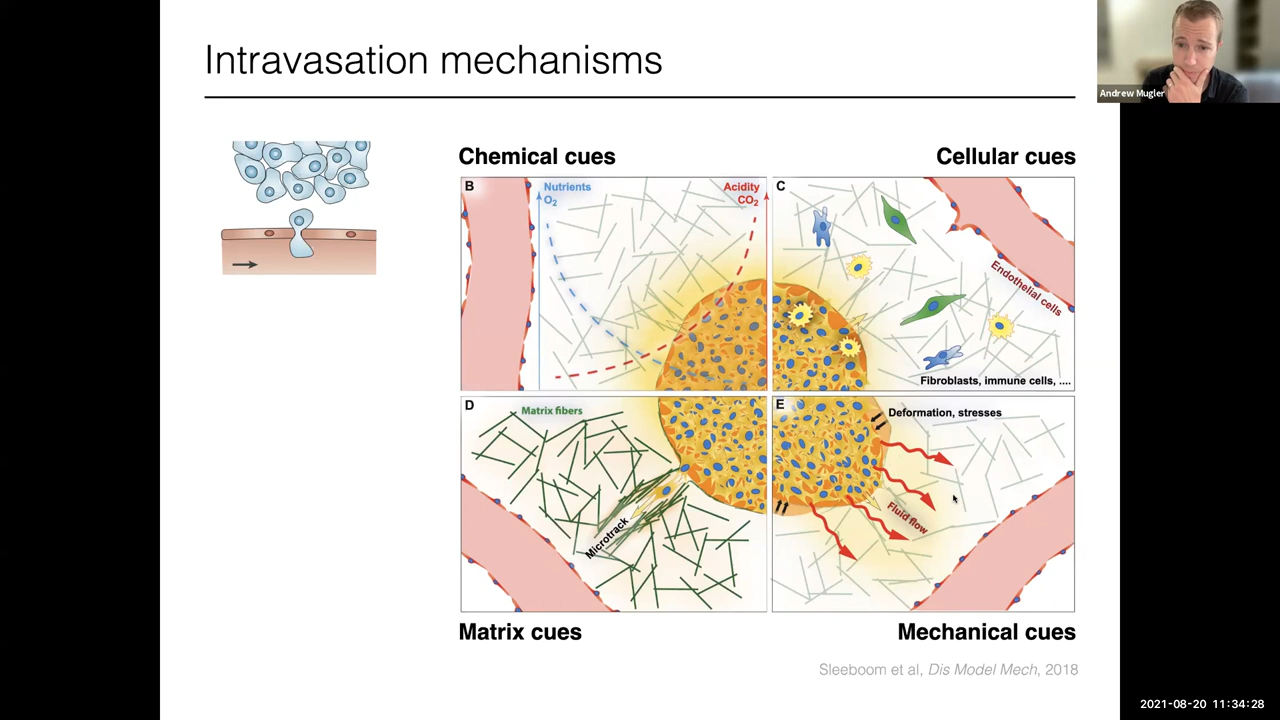 Intravasation mechanisms
Andrew Mugler
Chemical cues
Cellular cues
B
Nutrients
O2
Acidity
CO2
C
Endothelial cells
Fibroblasts, immune cells, ....
D
Matrix fibers
Microtrack
E
Deformation, stresses
Fluid flow
Matrix cues
Mechanical cues
Sleeboom et al, Dis Model Mech, 2018
2021-08-20 11:34:28